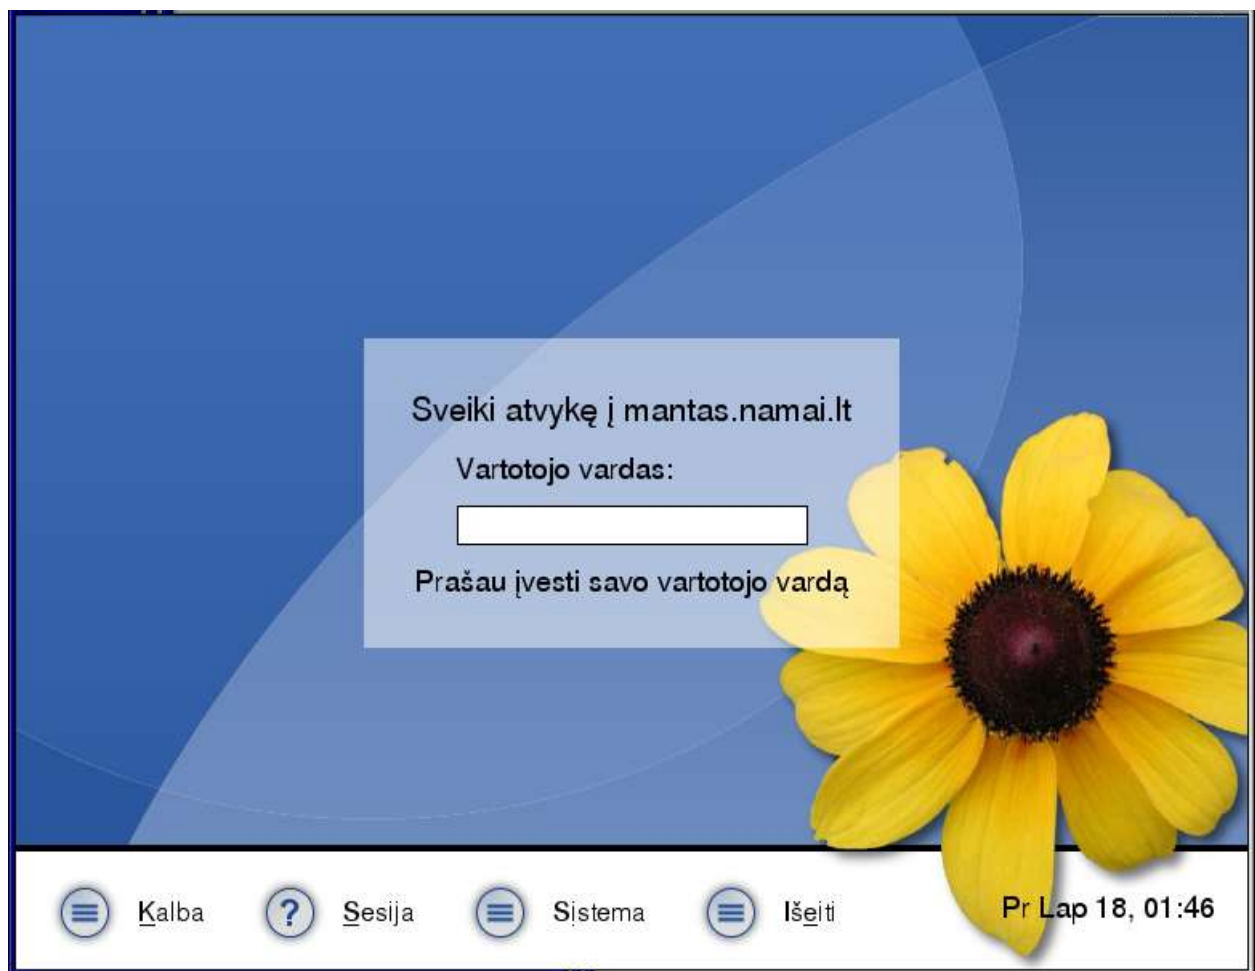 Sveiki atvykę į mantas.namai.lt
Vartotojo vardas:
Prašau įvesti savo vartotojo vardą
Kalba
Sesija
Sistema
Išeiti
Pr Lap 18, 01:46